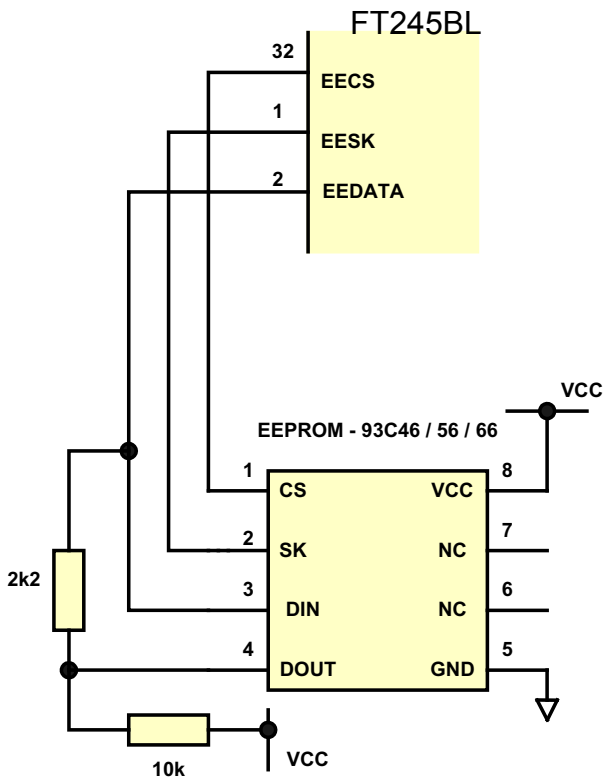 FT245BL
32
EECS
1
EESK
2
EEDATA
VCC
EEPROM - 93C46 / 56 / 66
1
CS
VCC
8
2
SK
NC
7
2k2
3
DIN
NC
6
4
DOUT
GND
5
10k
VCC